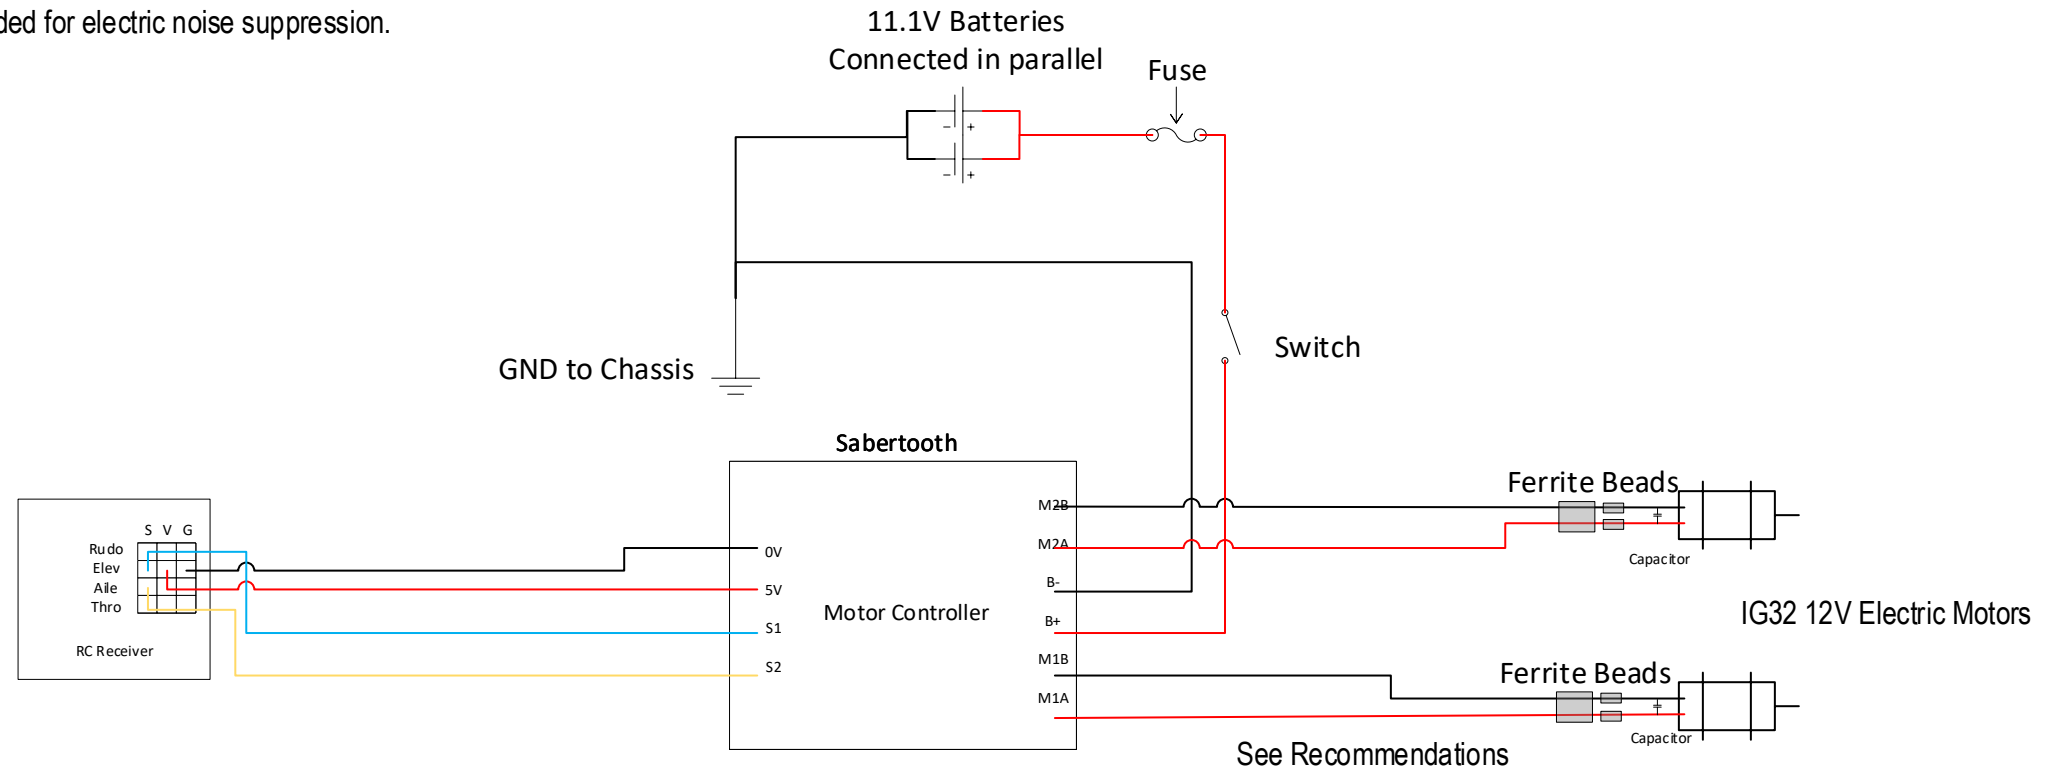 ded for electric noise suppression.
11.1V Batteries
Connected in parallel
Fuse
- +
- +
Switch
GND to Chassis
Sabertooth
Motor Controller
0V
5V
S1
S2
M2B
M2A
B-
B+
M1B
M1A
S V G
Rudo
Elev
Aile
Thro
RC Receiver
Ferrite Beads
Capacitor
IG32 12V Electric Motors
Ferrite Beads
Capacitor
See Recommendations